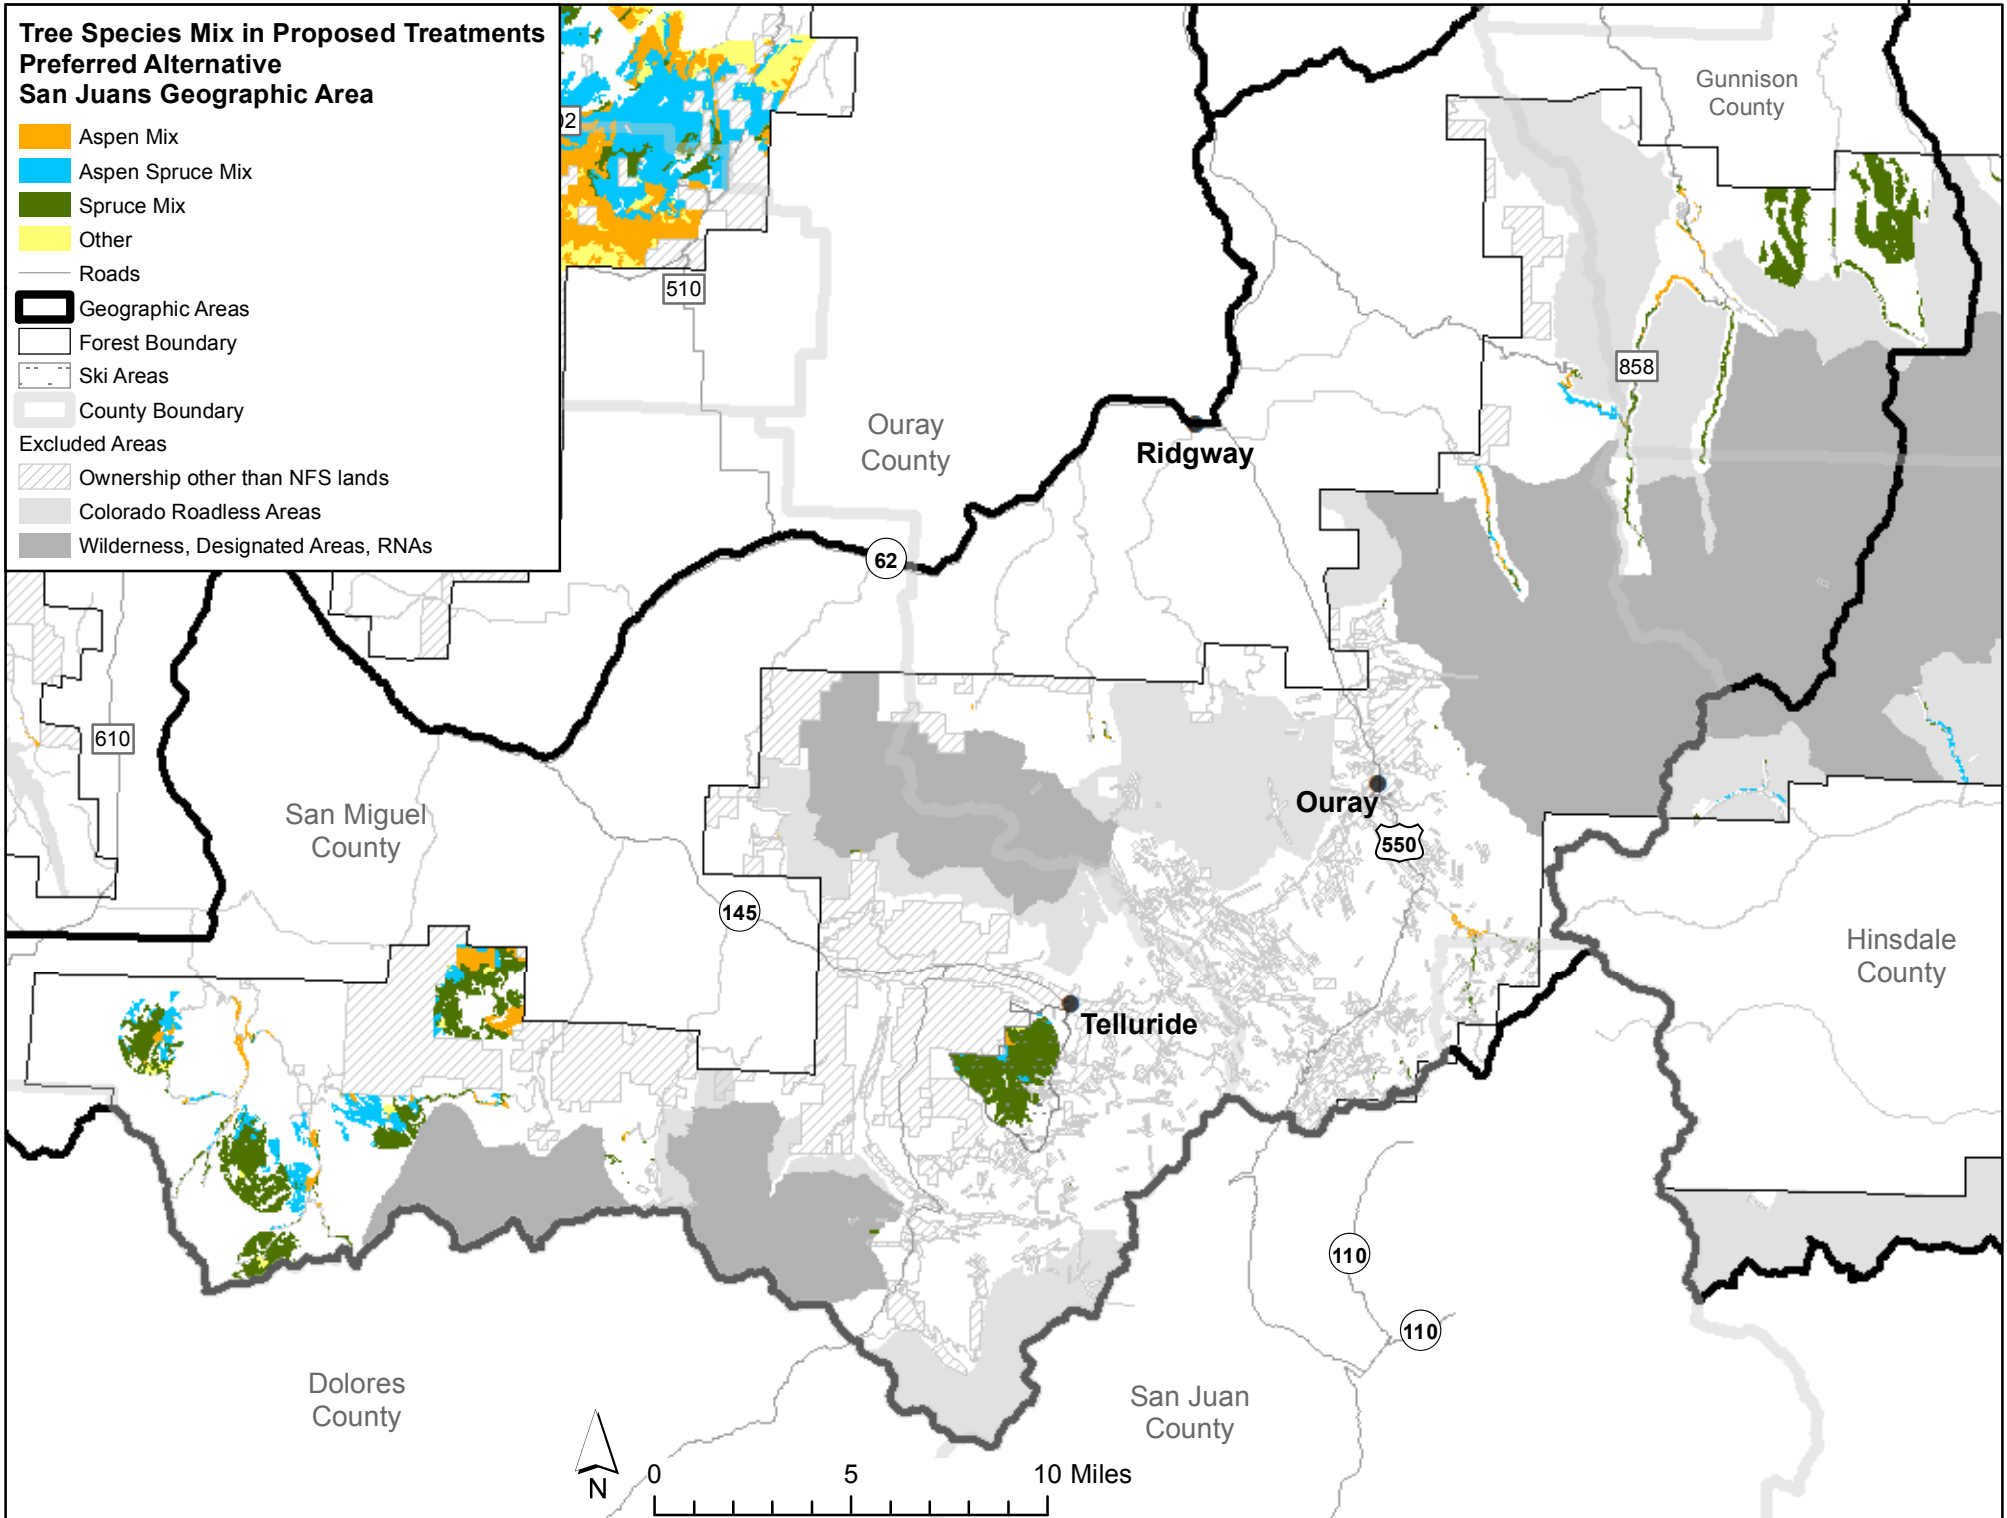 Tree Species Mix in Proposed Treatments
Preferred Alternative
San Juans Geographic Area
Aspen Mix
Aspen Spruce Mix
Spruce Mix
Other
Roads
Geographic Areas
Forest Boundary
Ski Areas
County Boundary
Excluded Areas
Ownership other than NFS lands
Colorado Roadless Areas
Wilderness, Designated Areas, RNAs
Gunnison
County
02
510
858
Ouray
County
Ridgway
62
610
San Miguel
County
Ouray
550
145
Hinsdale
County
Telluride
110
110
Dolores
County
San Juan
County
N
0 5 10 Miles